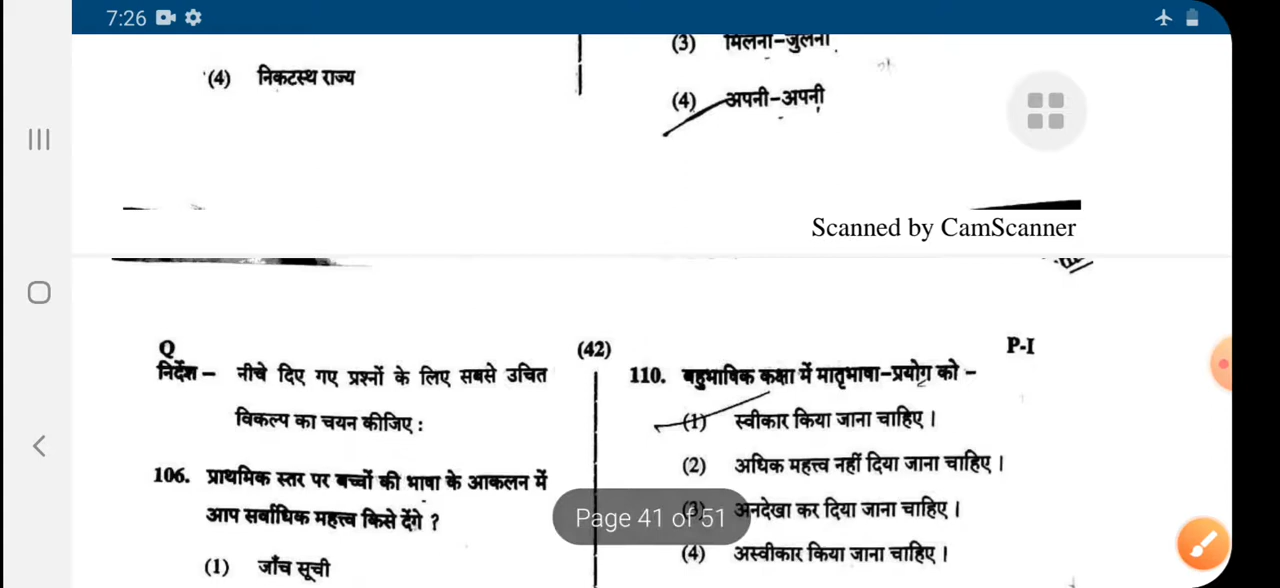 7:26
(4) निकटस्थ राज्य
(3) मिलना-जुलना
(4) अपनी-अपनी
Scanned by CamScanner
Q
(42)
P-I
निर्देश – नीचे दिए गए प्रश्नों के लिए सबसे उचित
विकल्प का चयन कीजिए :
106. प्राथमिक स्तर पर बच्चों की भाषा के आकलन में
आप सर्वाधिक महत्त्व किसे देंगे ?
(1) जाँच सूची
110. बहुभाषिक कक्षा में मातृभाषा-प्रयोग को –
(1) स्वीकार किया जाना चाहिए ।
(2) अधिक महत्त्व नहीं दिया जाना चाहिए ।
(3) अनदेखा कर दिया जाना चाहिए ।
(4) अस्वीकार किया जाना चाहिए ।
Page 41 of 51